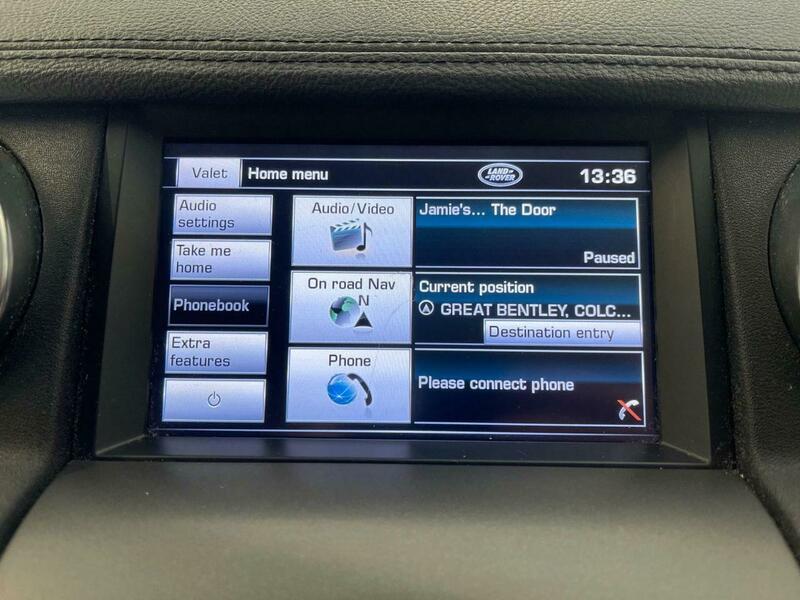 Valet
Home menu
LAND
ROVER
13:36
Audio
settings
Take me
home
Phonebook
Extra
features
Audio/Video
Jamie's... The Door
Paused
On road Nav
N
Current position
GREAT BENTLEY, COLC...
Destination entry
Phone
Please connect phone